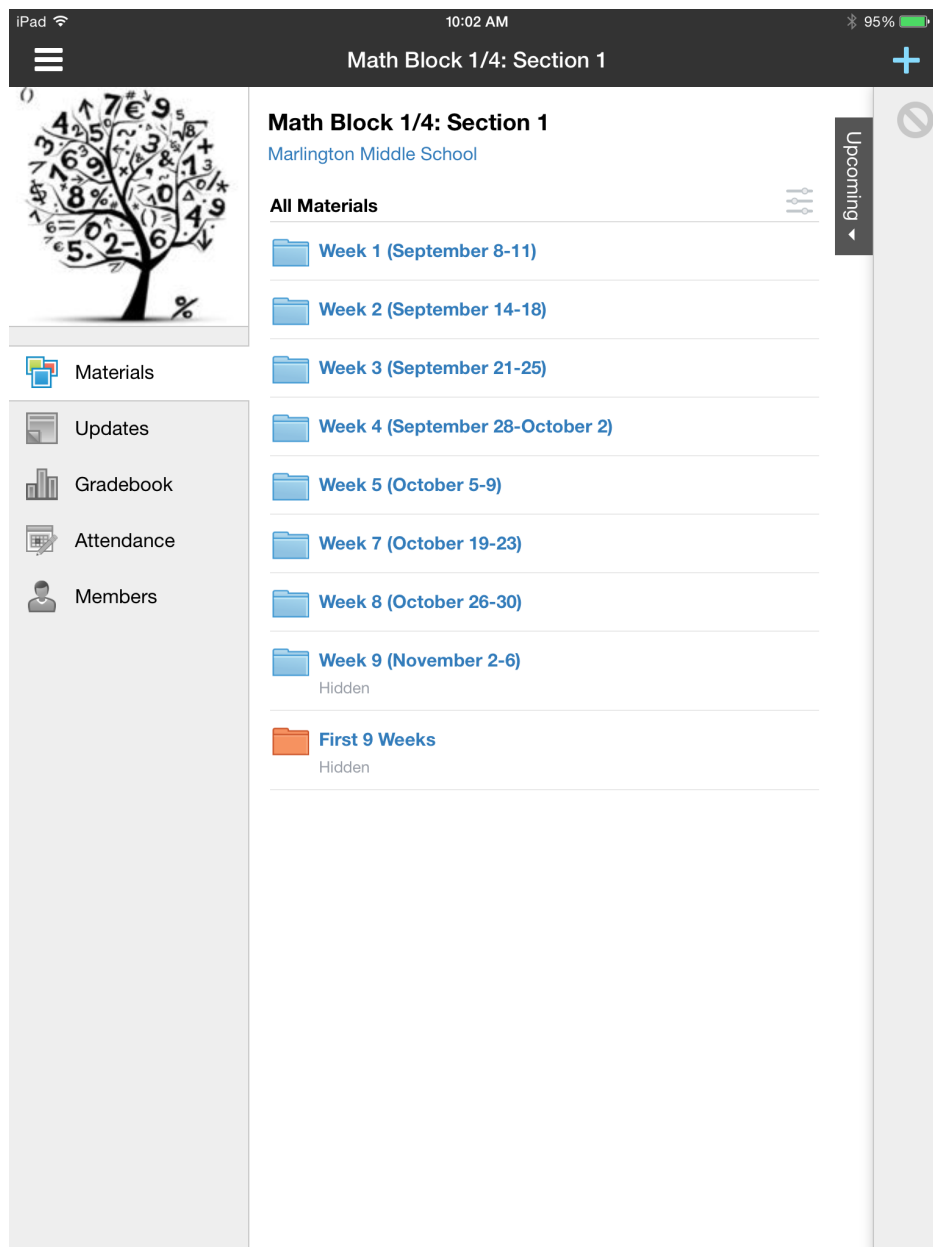 iPad 10:02 AM 95%
Math Block 1/4: Section 1
Math Block 1/4: Section 1
Marlington Middle School
Upcoming
All Materials
Week 1 (September 8-11)
Week 2 (September 14-18)
Week 3 (September 21-25)
Week 4 (September 28-October 2)
Week 5 (October 5-9)
Week 7 (October 19-23)
Week 8 (October 26-30)
Week 9 (November 2-6)
Hidden
First 9 Weeks
Hidden
Materials
Updates
Gradebook
Attendance
Members